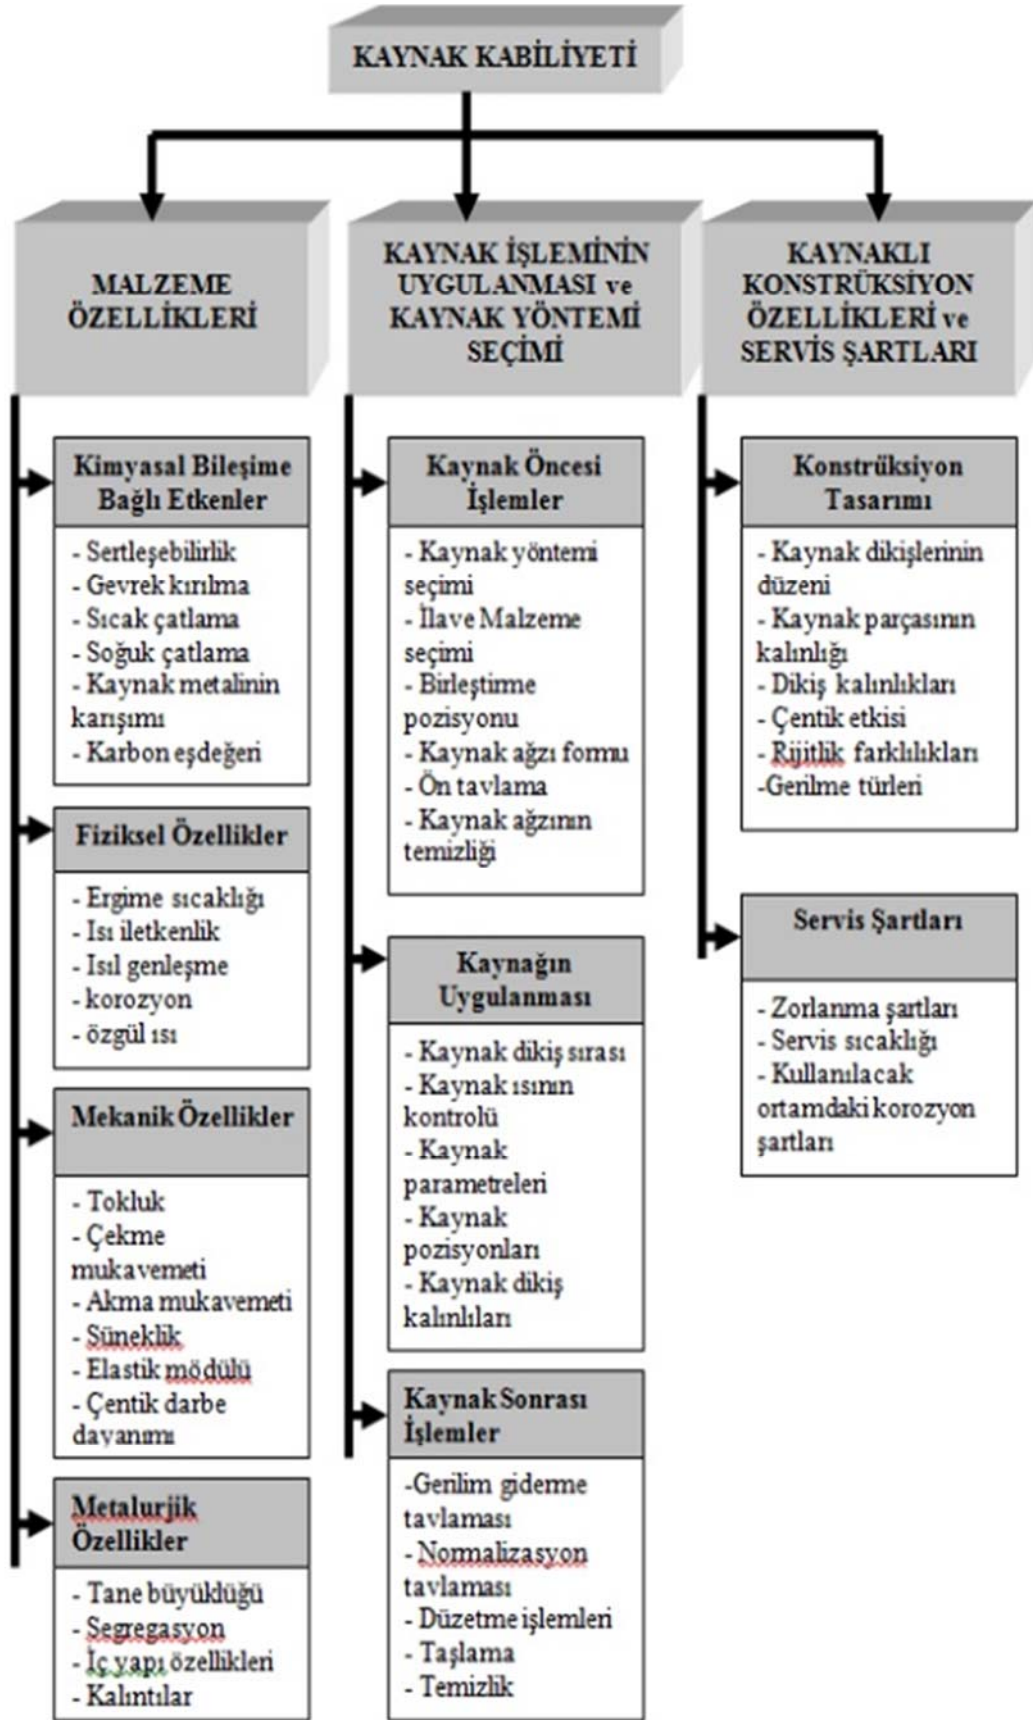 KAYNAK KABİLİYETİ
MALZEME
ÖZELLİKLERİ
Kimyasal Bileşime
Bağlı Etkenler
- Sertleşebilirlik
- Gevrek kırılma
- Sıcak çatlama
- Soğuk çatlama
- Kaynak metalinin
karışımı
- Karbon eşdeğeri
Fiziksel Özellikler
- Ergime sıcaklığı
- Isı iletkenlik
- Isıl genleşme
- korozyon
- özgül ısı
Mekanik Özellikler
- Tokluk
- Çekme
mukavemeti
- Akma mukavemeti
- Süneklik
- Elastik mödülü
- Çentik darbe
dayanımı
Metalurjik
Özellikler
- Tane büyüklüğü
- Segregasyon
- İç yapı özellikleri
- Kalıntılar
KAYNAK İŞLEMİNİN
UYGULANMASI ve
KAYNAK YÖNTEMİ
SEÇİMİ
Kaynak Öncesi
İşlemler
- Kaynak yöntemi
seçimi
- İlave Malzeme
seçimi
- Birleştirme
pozisyonu
- Kaynak ağzı formu
- Ön tavlama
- Kaynak ağzının
temizliği
Kaynağın
Uygulanması
- Kaynak dikiş sırası
- Kaynak ısının
kontrolü
- Kaynak
parametreleri
- Kaynak
pozisyonları
- Kaynak dikiş
kalınlıları
Kaynak Sonrası
İşlemler
-Gerilim giderme
tavlaması
- Normalizasyon
tavlaması
- Düzetme işlemleri
- Taşlama
- Temizlik
KAYNAKLI
KONSTRÜKSİYON
ÖZELLİKLERİ ve
SERVİS ŞARTLARI
Konstrüksiyon
Tasarımı
- Kaynak dikişlerinin
düzeni
- Kaynak parçasının
kalınlığı
- Dikiş kalınlıkları
- Çentik etkisi
- Rijitlik farklılıkları
-Gerilme türleri
Servis Şartları
- Zorlanma şartları
- Servis sıcaklığı
- Kullanılacak
ortamdaki korozyon
şartları